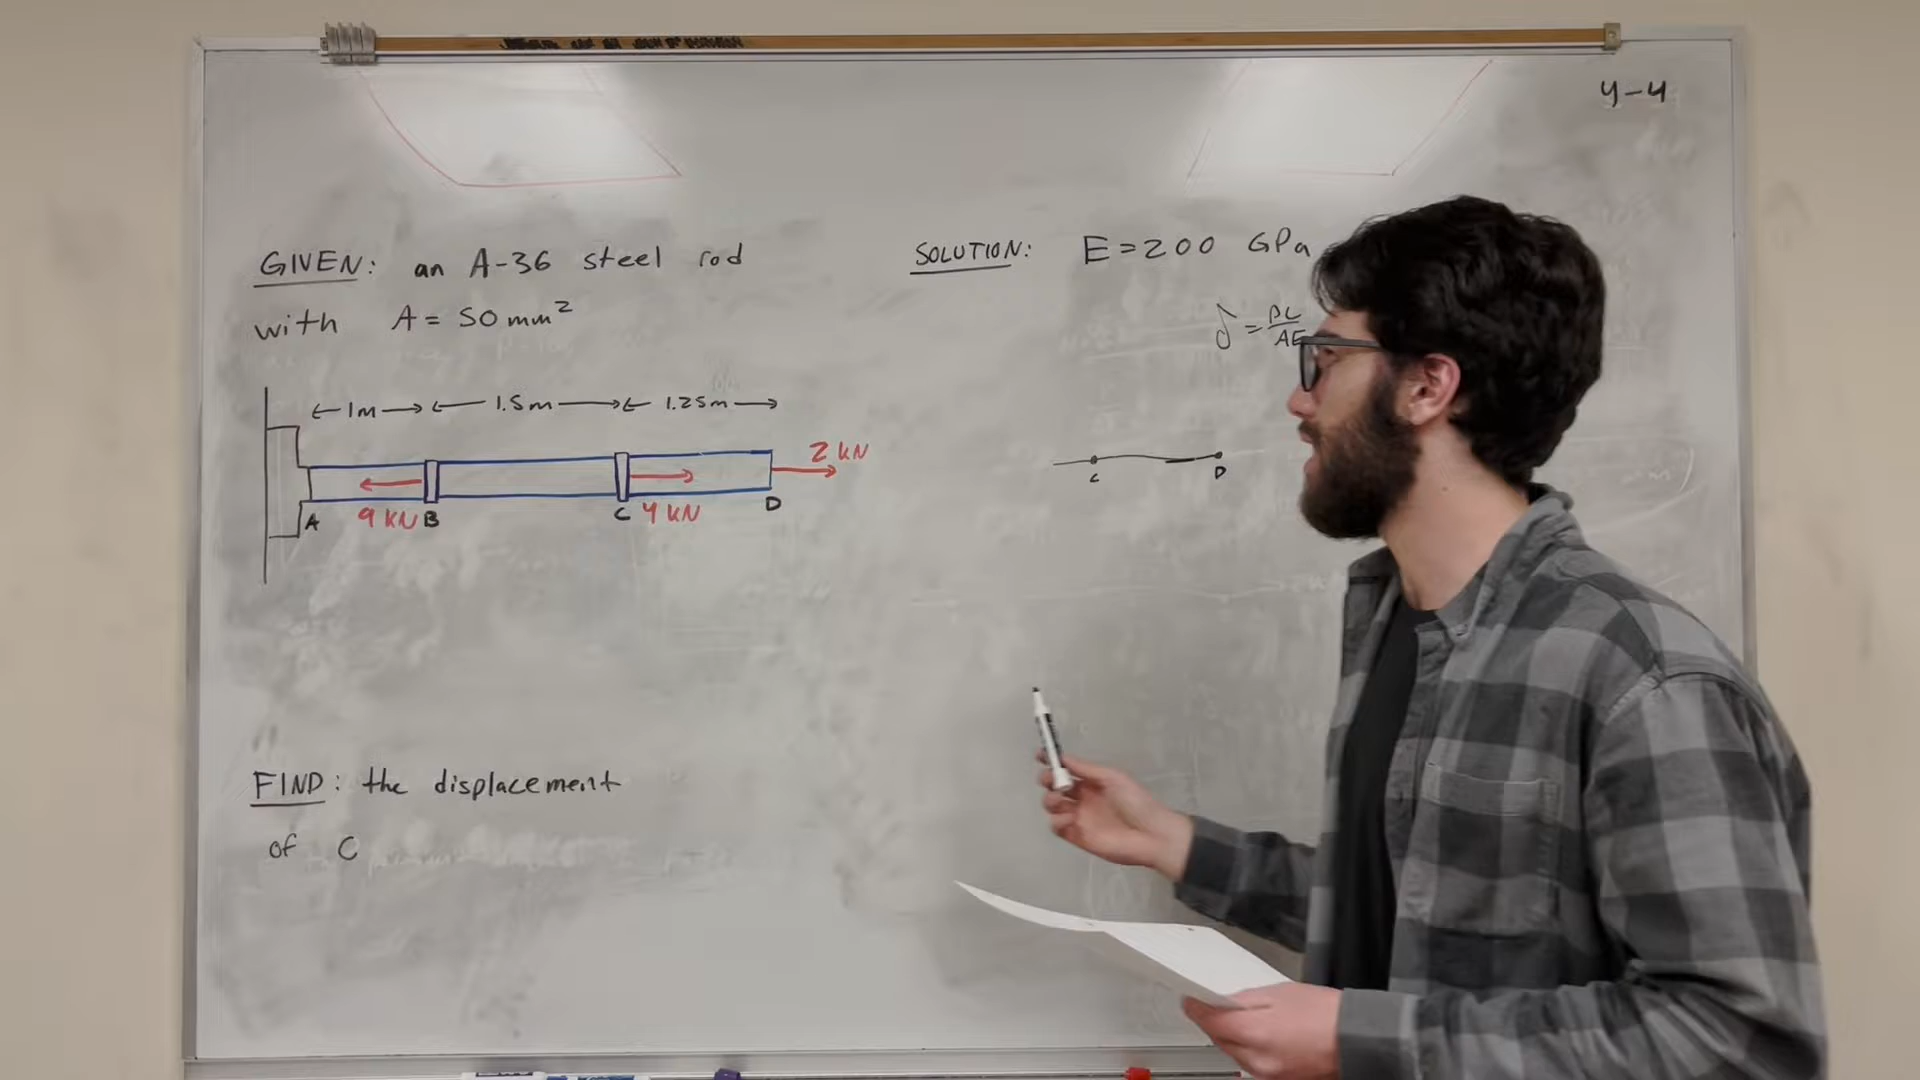 4-4
GIVEN: an A-36 steel rod
with A = 50 mm²
1m 1.5m 1.25m
2 kN
A 9 kN B C 4 kN D
FIND: the displacement
of C
SOLUTION: E = 200 GPa
δ = PL/AE
C D